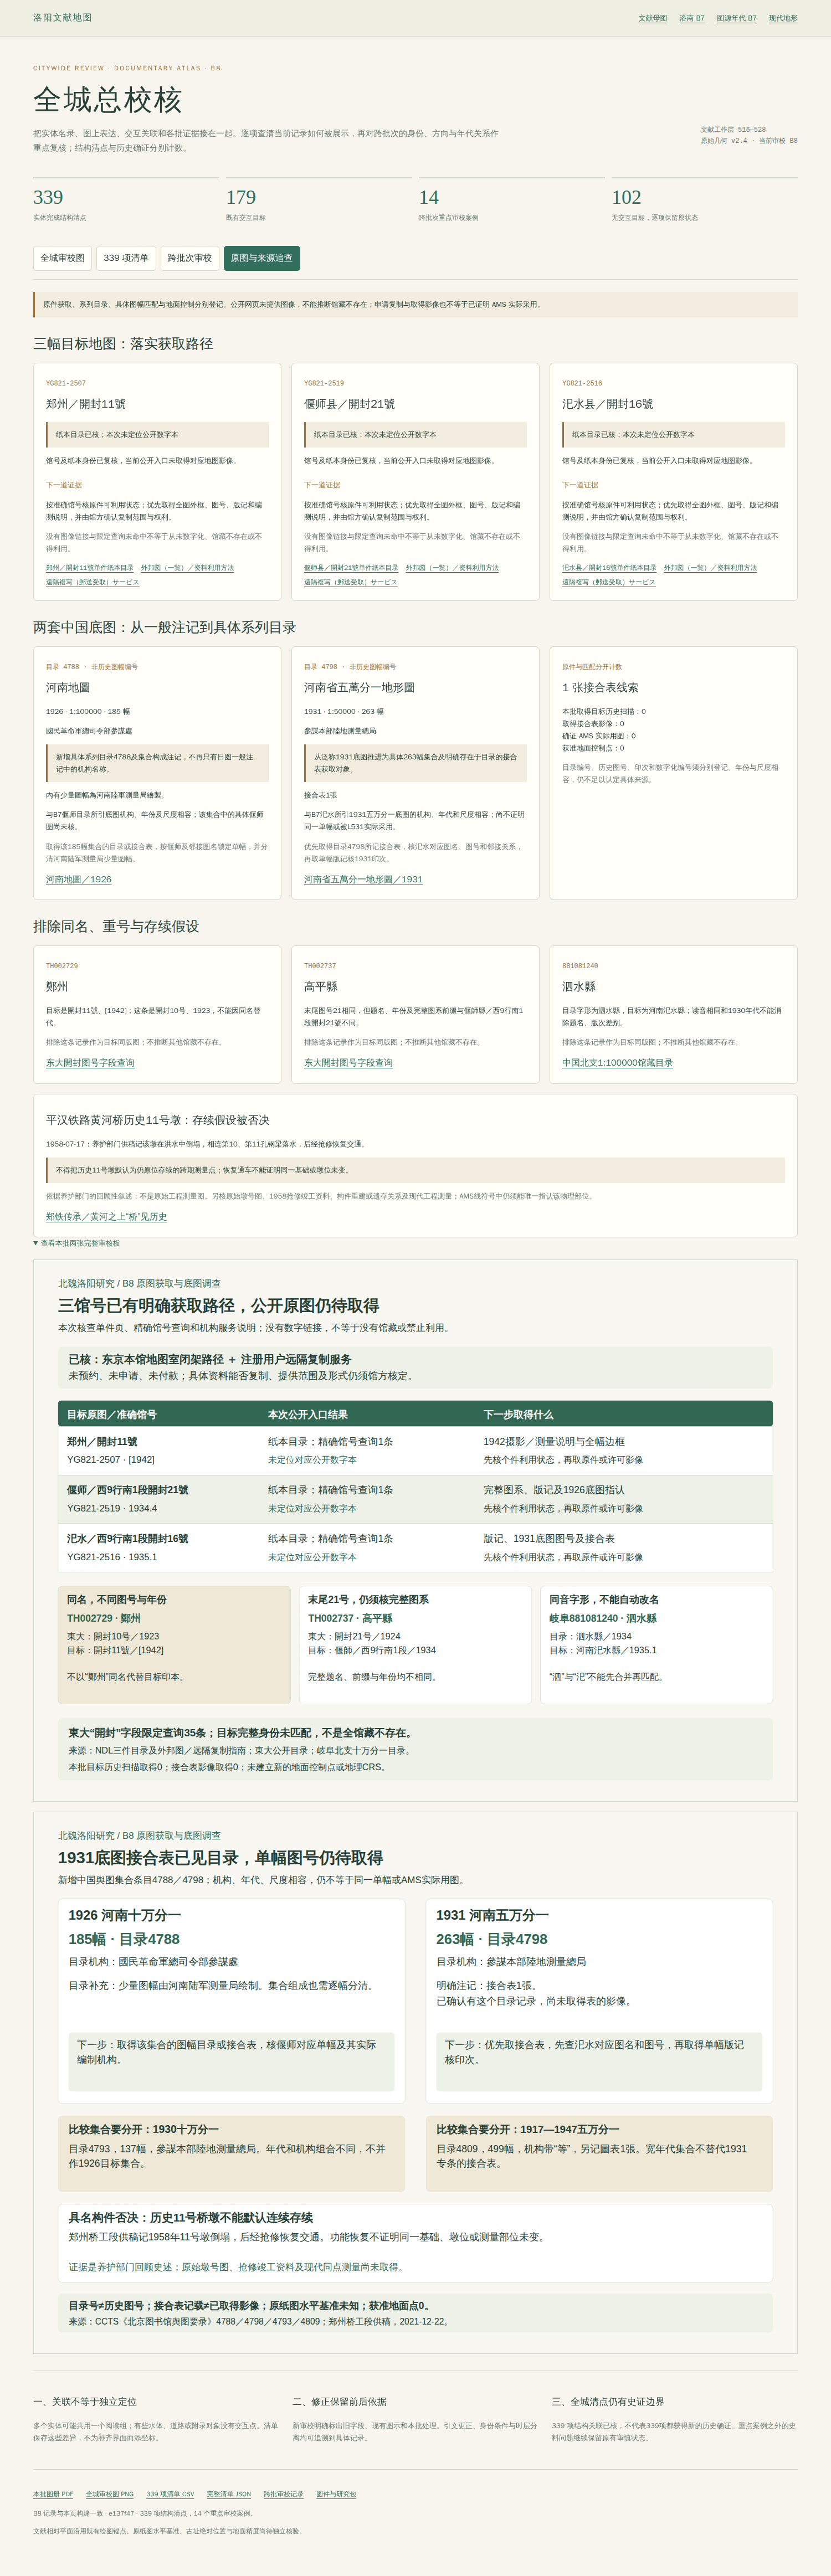 洛阳文献地图
文献母图 洛南 B7 图源年代 B7 现代地形
CITYWIDE REVIEW · DOCUMENTARY ATLAS · B8
全城总校核
把实体名录、图上表达、交互关联和各批证据接在一起。逐项查清当前记录如何被展示，再对跨批次的身份、方向与年代关系作
重点复核；结构清点与历史确证分别计数。
文献工作层 516—528
原始几何 v2.4 · 当前审校 B8
339
实体完成结构清点
179
既有交互目标
14
跨批次重点审校案例
102
无交互目标，逐项保留原状态
全城审校图
339 项清单
跨批次审校
原图与来源追查
原件获取、系列目录、具体图幅匹配与地面控制分别登记。公开网页未提供图像，不能推断馆藏不存在；申请复制与取得影像也不等于已证明 AMS 实际采用。
三幅目标地图：落实获取路径
YG821-2507
郑州／開封11號
纸本目录已核；本次未定位公开数字本
馆号及纸本身份已复核，当前公开入口未取得对应地图影像。
下一道证据
按准确馆号核原件可利用状态；优先取得全图外框、图号、版记和编
测说明，并由馆方确认复制范围与权利。
没有图像链接与限定查询未命中不等于从未数字化、馆藏不存在或不
得利用。
郑州／開封11號单件纸本目录 外邦図（一覧）／资料利用方法
遠隔複写（郵送受取）サービス
YG821-2519
偃师县／開封21號
纸本目录已核；本次未定位公开数字本
馆号及纸本身份已复核，当前公开入口未取得对应地图影像。
下一道证据
按准确馆号核原件可利用状态；优先取得全图外框、图号、版记和编
测说明，并由馆方确认复制范围与权利。
没有图像链接与限定查询未命中不等于从未数字化、馆藏不存在或不
得利用。
偃师县／開封21號单件纸本目录 外邦図（一覧）／资料利用方法
遠隔複写（郵送受取）サービス
YG821-2516
汜水县／開封16號
纸本目录已核；本次未定位公开数字本
馆号及纸本身份已复核，当前公开入口未取得对应地图影像。
下一道证据
按准确馆号核原件可利用状态；优先取得全图外框、图号、版记和编
测说明，并由馆方确认复制范围与权利。
没有图像链接与限定查询未命中不等于从未数字化、馆藏不存在或不
得利用。
汜水县／開封16號单件纸本目录 外邦図（一覧）／资料利用方法
遠隔複写（郵送受取）サービス
两套中国底图：从一般注记到具体系列目录
目录 4788 · 非历史图幅编号
河南地圖
1926 · 1:100000 · 185 幅
國民革命軍總司令部參謀處
新增具体系列目录4788及集合构成注记，不再只有日图一般注
记中的机构名称。
內有少量圖幅為河南陸軍測量局繪製。
与B7偃师目录所引底图机构、年份及尺度相容；该集合中的具体偃师
图尚未核。
取得该185幅集合的目录或接合表，按偃师及邻接图名锁定单幅，并分
清河南陆军测量局少量图幅。
河南地圖／1926
目录 4798 · 非历史图幅编号
河南省五萬分一地形圖
1931 · 1:50000 · 263 幅
參謀本部陸地測量總局
从泛称1931底图推进为具体263幅集合及明确存在于目录的接合
表获取对象。
接合表1張
与B7汜水所引1931五万分一底图的机构、年代和尺度相容；尚不证明
同一单幅或被L531实际采用。
优先取得目录4798所记接合表，核汜水对应图名、图号和邻接关系，
再取单幅版记核1931印次。
河南省五萬分一地形圖／1931
原件与匹配分开计数
1 张接合表线索
本批取得目标历史扫描：0
取得接合表影像：0
确证 AMS 实际用图：0
获准地面控制点：0
目录编号、历史图号、印次和数字化编号须分别登记。年份与尺度相
容，仍不足以认定具体来源。
排除同名、重号与存续假设
TH002729
鄭州
目标是開封11号、[1942]；这条是開封10号、1923，不能因同名替
代。
排除这条记录作为目标同版图；不推断其他馆藏不存在。
东大開封图号字段查询
TH002737
高平縣
末尾图号21相同，但题名、年份及完整图系前缀与偃師縣／西9行南1
段開封21號不同。
排除这条记录作为目标同版图；不推断其他馆藏不存在。
东大開封图号字段查询
881081240
泗水縣
目录字形为泗水縣，目标为河南汜水縣；读音相同和1930年代不能消
除题名、版次差别。
排除这条记录作为目标同版图；不推断其他馆藏不存在。
中国北支1:100000馆藏目录
平汉铁路黄河桥历史11号墩：存续假设被否决
1958-07-17：养护部门供稿记该墩在洪水中倒塌，相连第10、第11孔钢梁落水，后经抢修恢复交通。
不得把历史11号墩默认为仍原位存续的跨期测量点；恢复通车不能证明同一基础或墩位未变。
依据养护部门的回顾性叙述；不是原始工程测量图。另核原始墩号图、1958抢修竣工资料、构件重建或遗存关系及现代工程测量；AMS线符号中仍须能唯一指认该物理部位。
郑铁传承／黄河之上“桥”见历史
▼ 查看本批两张完整审核板
北魏洛阳研究 / B8 原图获取与底图调查
三馆号已有明确获取路径，公开原图仍待取得
本次核查单件页、精确馆号查询和机构服务说明；没有数字链接，不等于没有馆藏或禁止利用。
已核：东京本馆地图室闭架路径 ＋ 注册用户远隔复制服务
未预约、未申请、未付款；具体资料能否复制、提供范围及形式仍须馆方核定。
目标原图／准确馆号 本次公开入口结果 下一步取得什么
郑州／開封11號 纸本目录；精确馆号查询1条 1942摄影／测量说明与全幅边框
YG821-2507 · [1942] 未定位对应公开数字本 先核个件利用状态，再取原件或许可影像
偃师／西9行南1段開封21號 纸本目录；精确馆号查询1条 完整图系、版记及1926底图指认
YG821-2519 · 1934.4 未定位对应公开数字本 先核个件利用状态，再取原件或许可影像
汜水／西9行南1段開封16號 纸本目录；精确馆号查询1条 版记、1931底图图号及接合表
YG821-2516 · 1935.1 未定位对应公开数字本 先核个件利用状态，再取原件或许可影像
同名，不同图号与年份
TH002729 · 鄭州
東大：開封10号／1923
目标：開封11號／[1942]
不以“鄭州”同名代替目标印本。
末尾21号，仍须核完整图系
TH002737 · 高平縣
東大：開封21号／1924
目标：偃師／西9行南1段／1934
完整题名、前缀与年份均不相同。
同音字形，不能自动改名
岐阜881081240 · 泗水縣
目录：泗水縣／1934
目标：河南汜水縣／1935.1
“泗”与“汜”不能先合并再匹配。
東大“開封”字段限定查询35条；目标完整身份未匹配，不是全馆藏不存在。
来源：NDL三件目录及外邦图／远隔复制指南；東大公开目录；岐阜北支十万分一目录。
本批目标历史扫描取得0；接合表影像取得0；未建立新的地面控制点或地理CRS。
北魏洛阳研究 / B8 原图获取与底图调查
1931底图接合表已见目录，单幅图号仍待取得
新增中国舆图集合条目4788／4798；机构、年代、尺度相容，仍不等于同一单幅或AMS实际用图。
1926 河南十万分一
185幅 · 目录4788
目录机构：國民革命軍總司令部參謀處
目录补充：少量图幅由河南陆军测量局绘制。集合组成也需逐幅分清。
下一步：取得该集合的图幅目录或接合表，核偃师对应单幅及其实际
编制机构。
1931 河南五万分一
263幅 · 目录4798
目录机构：參謀本部陸地測量總局
明确注记：接合表1張。
已确认有这个目录记录，尚未取得表的影像。
下一步：优先取接合表，先查汜水对应图名和图号，再取得单幅版记
核印次。
比较集合要分开：1930十万分一
目录4793，137幅，參謀本部陸地測量總局。年代和机构组合不同，不并
作1926目标集合。
比较集合要分开：1917—1947五万分一
目录4809，499幅，机构带“等”，另記圖表1張。宽年代集合不替代1931
专条的接合表。
具名构件否决：历史11号桥墩不能默认连续存续
郑州桥工段供稿记1958年11号墩倒塌，后经抢修恢复交通。功能恢复不证明同一基础、墩位或测量部位未变。
证据是养护部门回顾史述；原始墩号图、抢修竣工资料及现代同点测量尚未取得。
目录号≠历史图号；接合表记载≠已取得影像；原纸图水平基准未知；获准地面点0。
来源：CCTS《北京图书馆舆图要录》4788／4798／4793／4809；郑州桥工段供稿，2021-12-22。
一、关联不等于独立定位
多个实体可能共用一个阅读组；有些水体、道路或附录对象没有交互点。清单
保存这些差异，不为补齐界面而添坐标。
二、修正保留前后依据
新审校明确标出旧字段、现有图示和本批处理。引文更正、身份条件与时层分
离均可追溯到具体记录。
三、全城清点仍有史证边界
339 项结构关联已核，不代表339项都获得新的历史确证。重点案例之外的史
料问题继续保留原有审慎状态。
本批图册 PDF 全城审校图 PNG 339 项清单 CSV 完整清单 JSON 跨批审校记录 图件与研究包
B8 记录与本页构建一致 · e137f47 · 339 项结构清点，14 个重点审校案例。
文献相对平面沿用既有绘图锚点。原纸图水平基准、古址绝对位置与地面精度尚待独立核验。